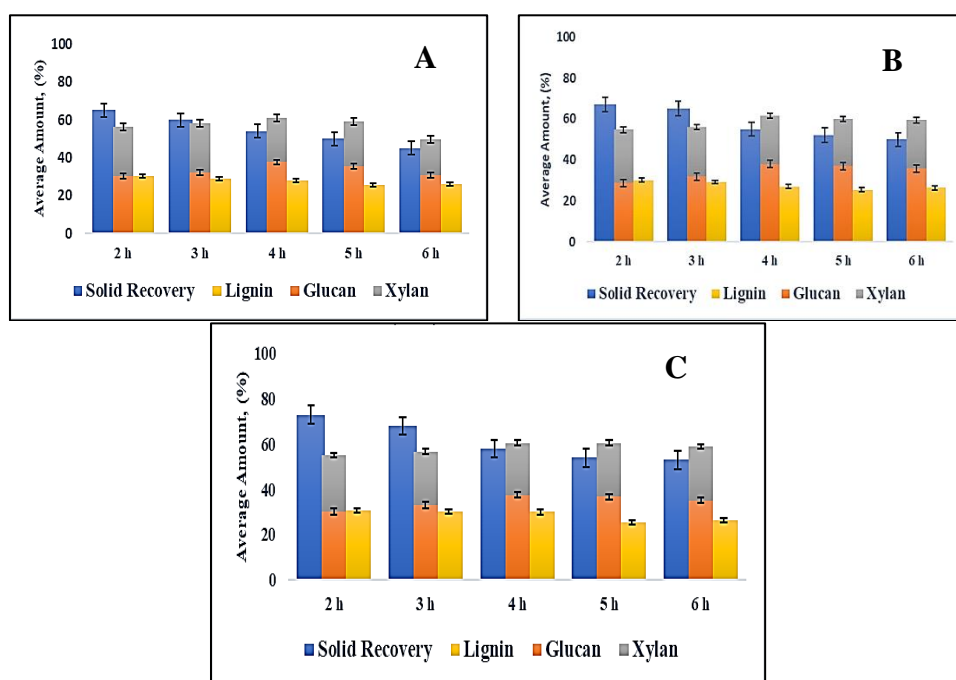 A
Average Amount, (%)
100
80
60
40
20
0
2 h 3 h 4 h 5 h 6 h
Solid Recovery Lignin Glucan Xylan
B
Average Amount, (%)
100
80
60
40
20
0
2 h 3 h 4 h 5 h 6 h
Solid Recovery Lignin Glucan Xylan
C
Average Amount, (%)
100
80
60
40
20
0
2 h 3 h 4 h 5 h 6 h
Solid Recovery Lignin Glucan Xylan